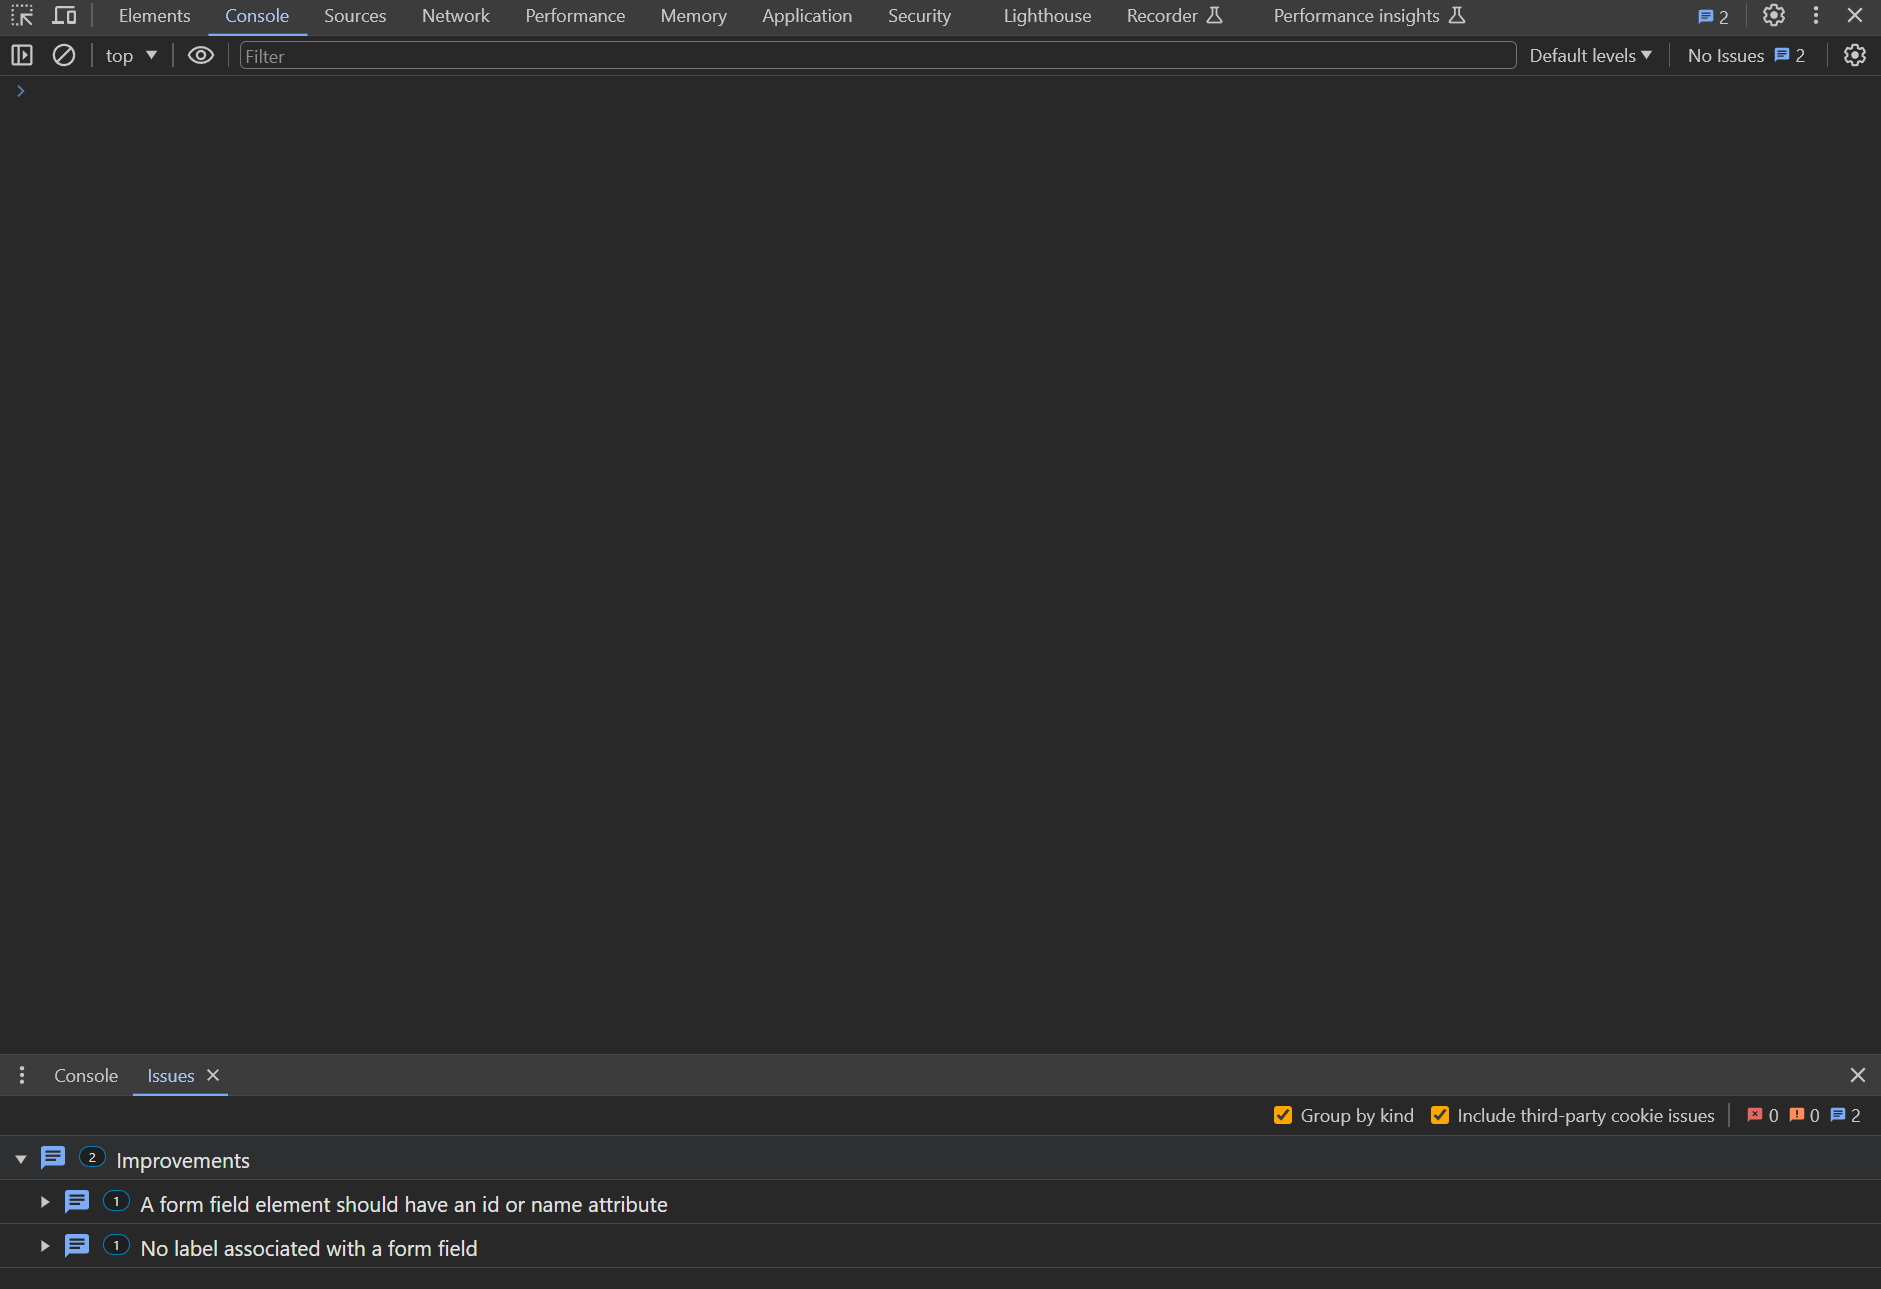 Elements Console Sources Network Performance Memory Application Security Lighthouse Recorder Performance insights 2
top Filter Default levels No Issues 2
Console Issues
Group by kind Include third-party cookie issues 0 0 2
2 Improvements
1 A form field element should have an id or name attribute
1 No label associated with a form field